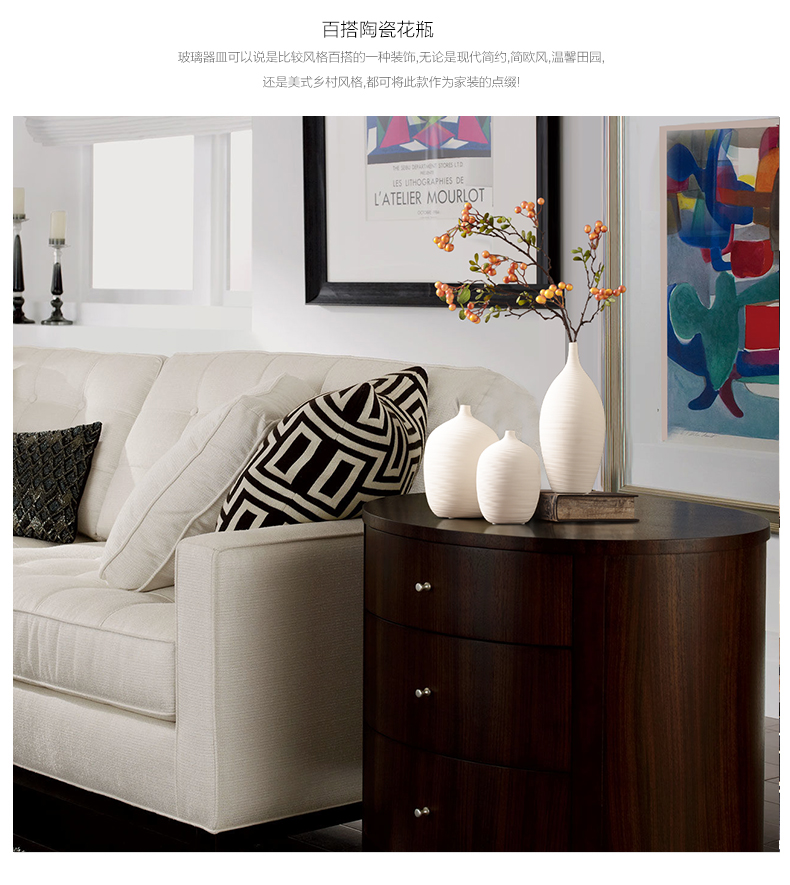 百搭陶瓷花瓶
玻璃器皿可以说是比较风格百搭的一种装饰,无论是现代简约,简欧风,温馨田园,
还是美式乡村风格,都可将此款作为家装的点缀!
LES LITHOGRAPHIES DE
L'ATELIER MOURLOT